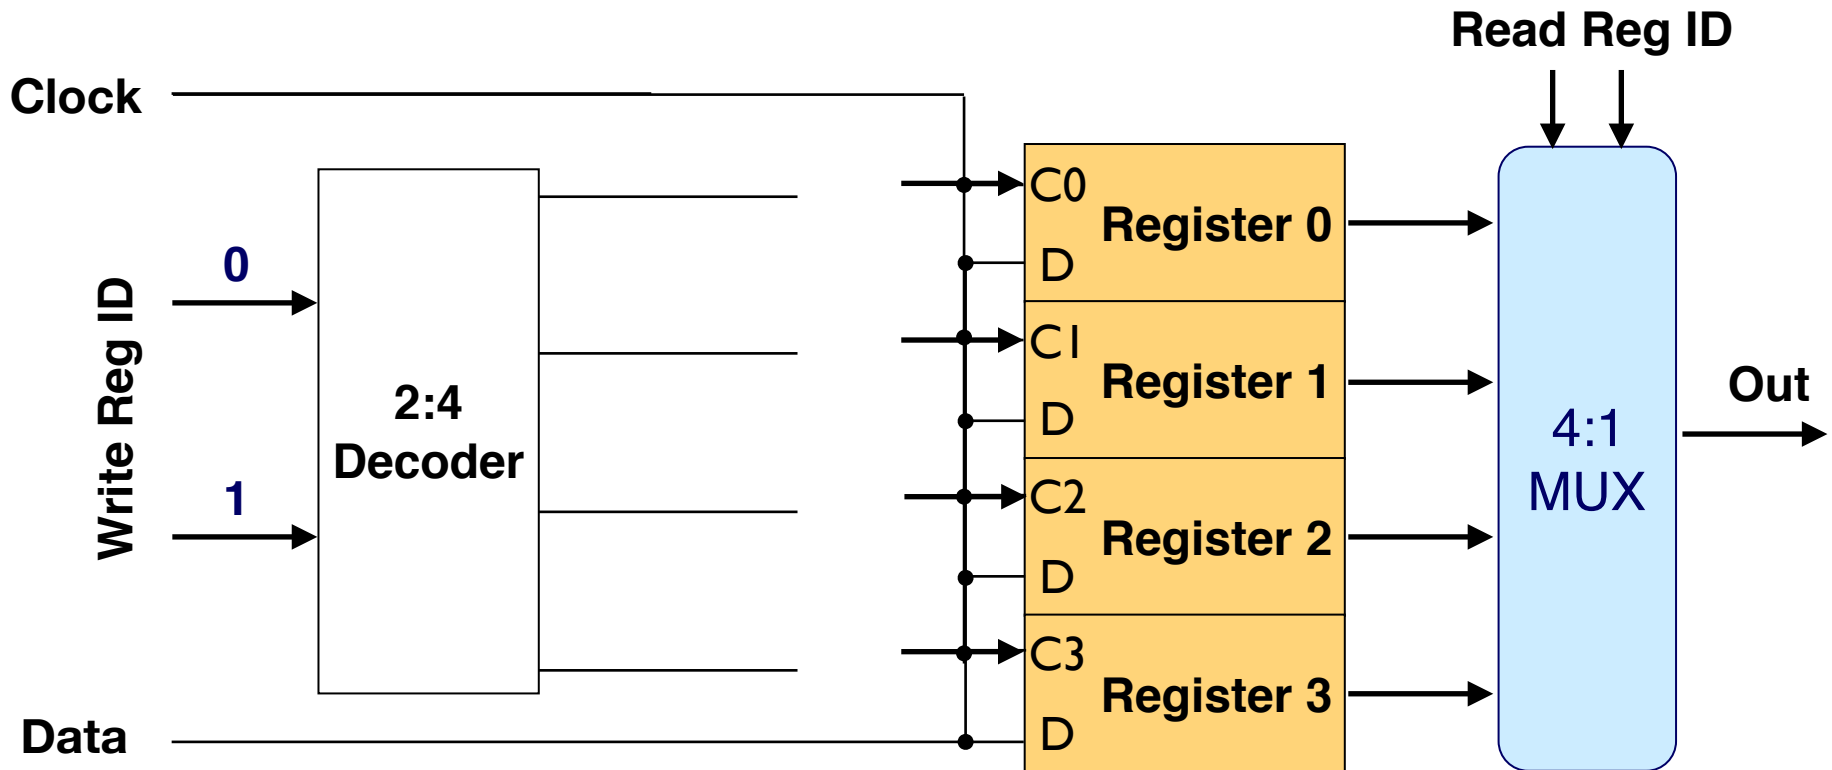 Read Reg ID
Clock
Write Reg ID
0
1
2:4
Decoder
C0
Register 0
D
C1
Register 1
D
C2
Register 2
D
C3
Register 3
D
4:1
MUX
Out
Data